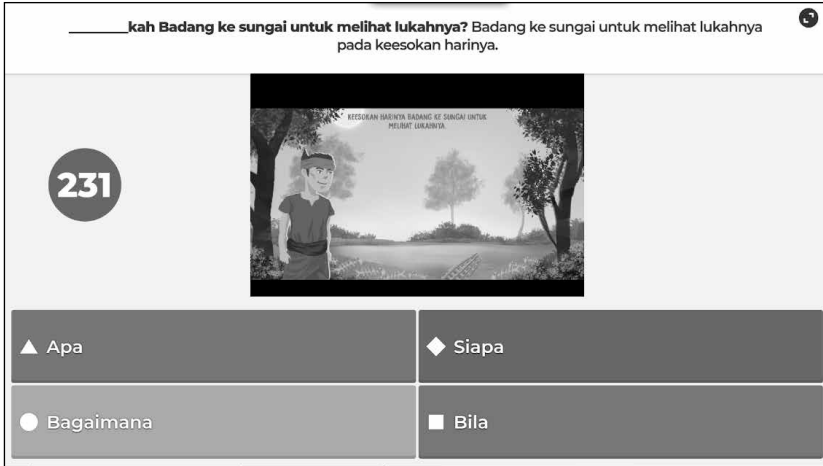 _______kah Badang ke sungai untuk melihat lukahnya? Badang ke sungai untuk melihat lukahnya
pada keesokan harinya.
KEESOKAN HARINYA BADANG KE SUNGAI UNTUK
MELIHAT LUKAHNYA.
231
Apa
Siapa
Bagaimana
Bila